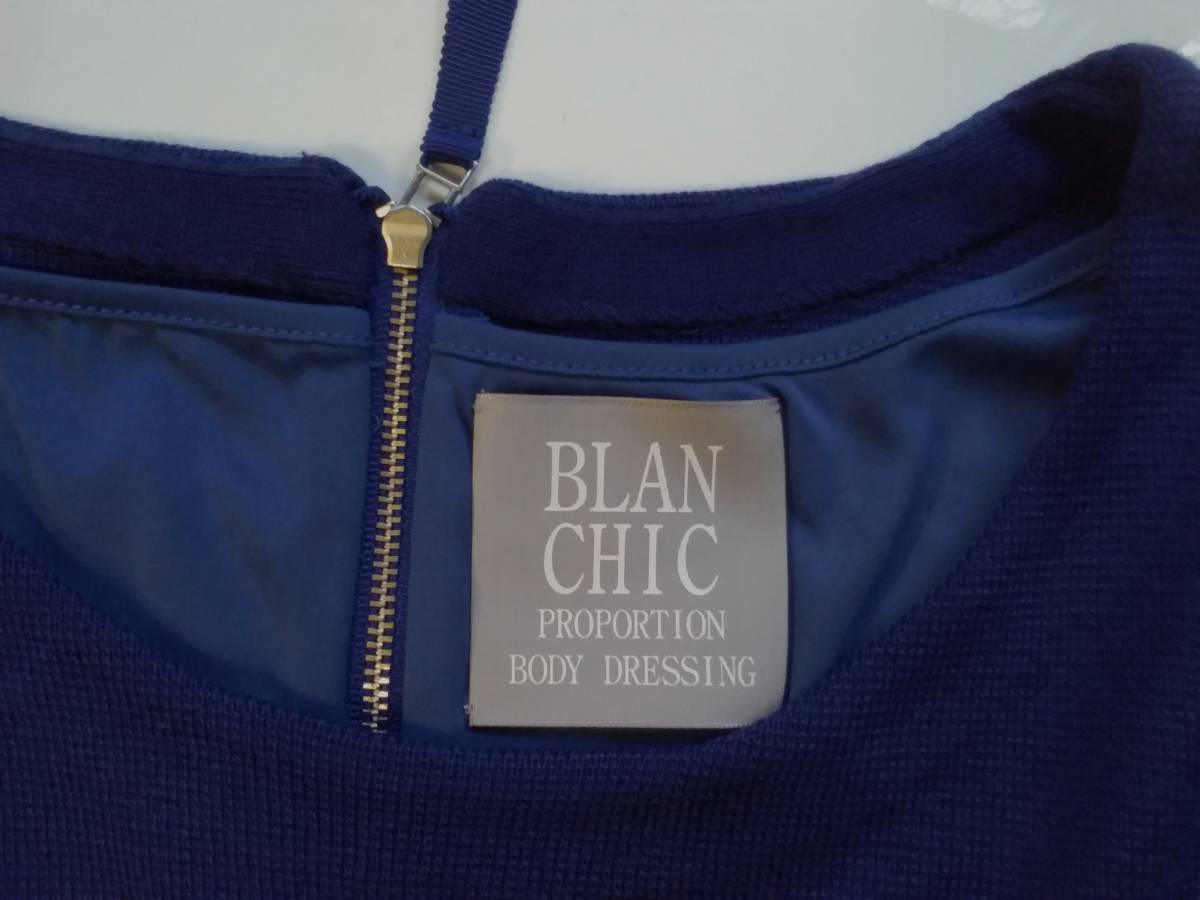 BLAN
CHIC
PROPORTION
BODY DRESSING